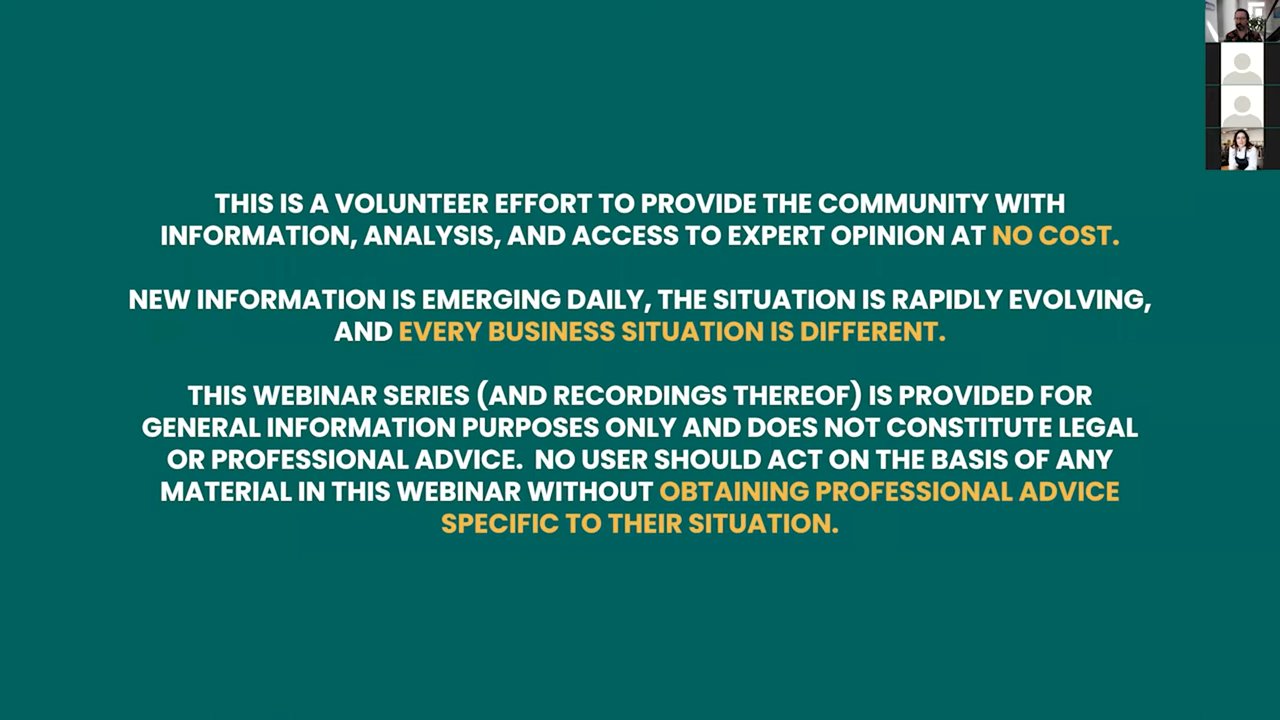 THIS IS A VOLUNTEER EFFORT TO PROVIDE THE COMMUNITY WITH
INFORMATION, ANALYSIS, AND ACCESS TO EXPERT OPINION AT NO COST.
NEW INFORMATION IS EMERGING DAILY, THE SITUATION IS RAPIDLY EVOLVING,
AND EVERY BUSINESS SITUATION IS DIFFERENT.
THIS WEBINAR SERIES (AND RECORDINGS THEREOF) IS PROVIDED FOR
GENERAL INFORMATION PURPOSES ONLY AND DOES NOT CONSTITUTE LEGAL
OR PROFESSIONAL ADVICE. NO USER SHOULD ACT ON THE BASIS OF ANY
MATERIAL IN THIS WEBINAR WITHOUT OBTAINING PROFESSIONAL ADVICE
SPECIFIC TO THEIR SITUATION.